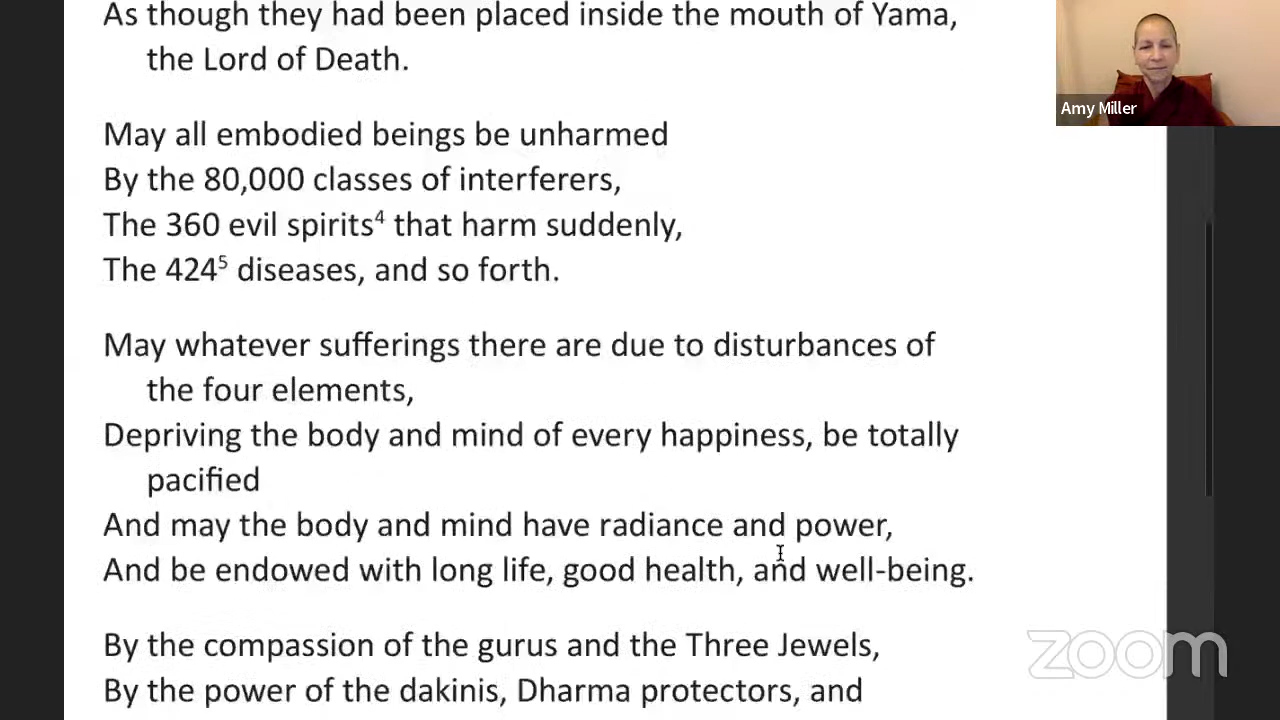 As though they had been placed inside the mouth of Yama,
the Lord of Death.
May all embodied beings be unharmed
By the 80,000 classes of interferers,
The 360 evil spirits⁴ that harm suddenly,
The 424⁵ diseases, and so forth.
May whatever sufferings there are due to disturbances of
the four elements,
Depriving the body and mind of every happiness, be totally
pacified
And may the body and mind have radiance and power,
And be endowed with long life, good health, and well-being.
By the compassion of the gurus and the Three Jewels,
By the power of the dakinis, Dharma protectors, and
Amy Miller
zoom